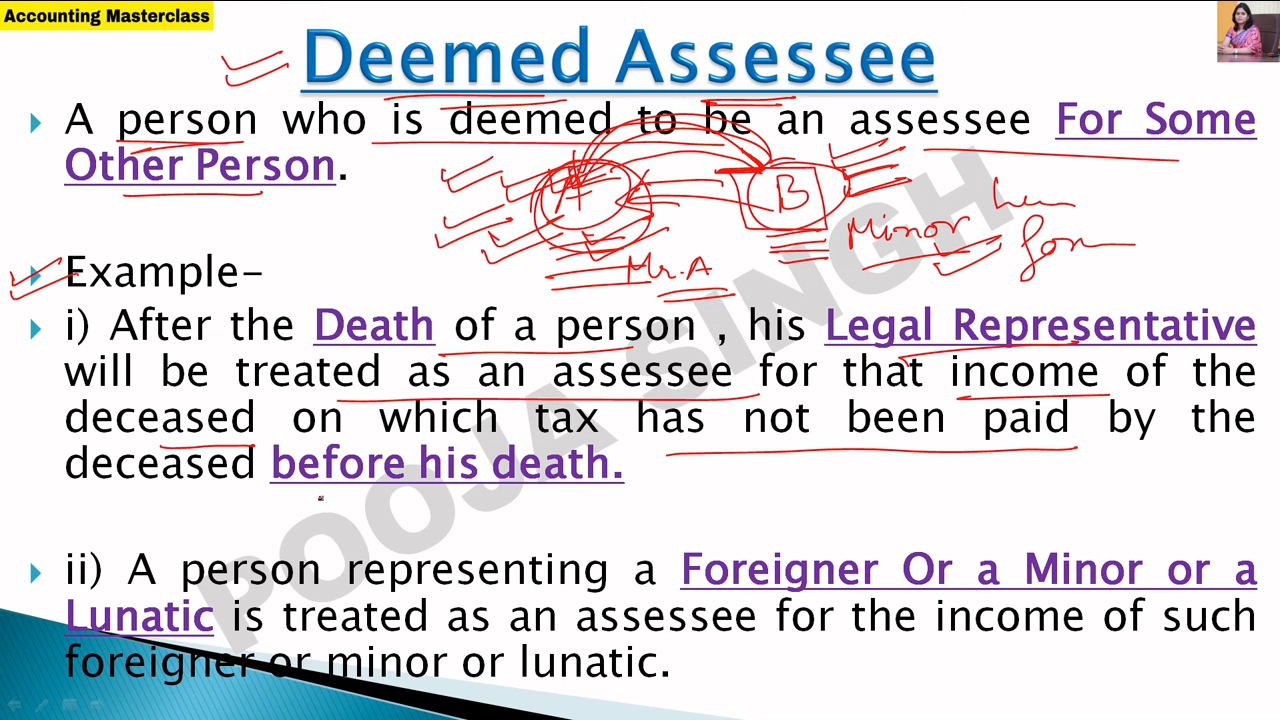 Accounting Masterclass
Deemed Assessee
A person who is deemed to be an assessee For Some
Other Person.
A
B
Minor
Mr. A
Example-
i) After the Death of a person , his Legal Representative
will be treated as an assessee for that income of the
deceased on which tax has not been paid by the
deceased before his death.
ii) A person representing a Foreigner Or a Minor or a
Lunatic is treated as an assessee for the income of such
foreigner or minor or lunatic.
POOJA SINGH